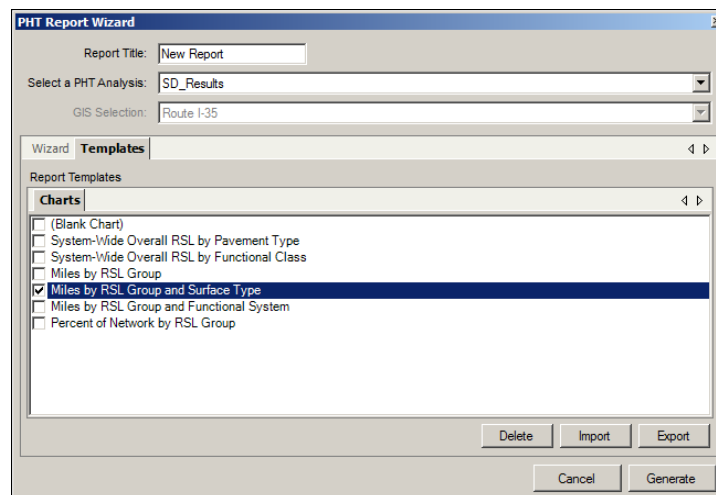 PHT Report Wizard
Report Title: New Report
Select a PHT Analysis: SD_Results
GIS Selection: Route I-35
Wizard Templates
Report Templates
Charts
(Blank Chart)
System-Wide Overall RSL by Pavement Type
System-Wide Overall RSL by Functional Class
Miles by RSL Group
Miles by RSL Group and Surface Type
Miles by RSL Group and Functional System
Percent of Network by RSL Group
Delete Import Export
Cancel Generate